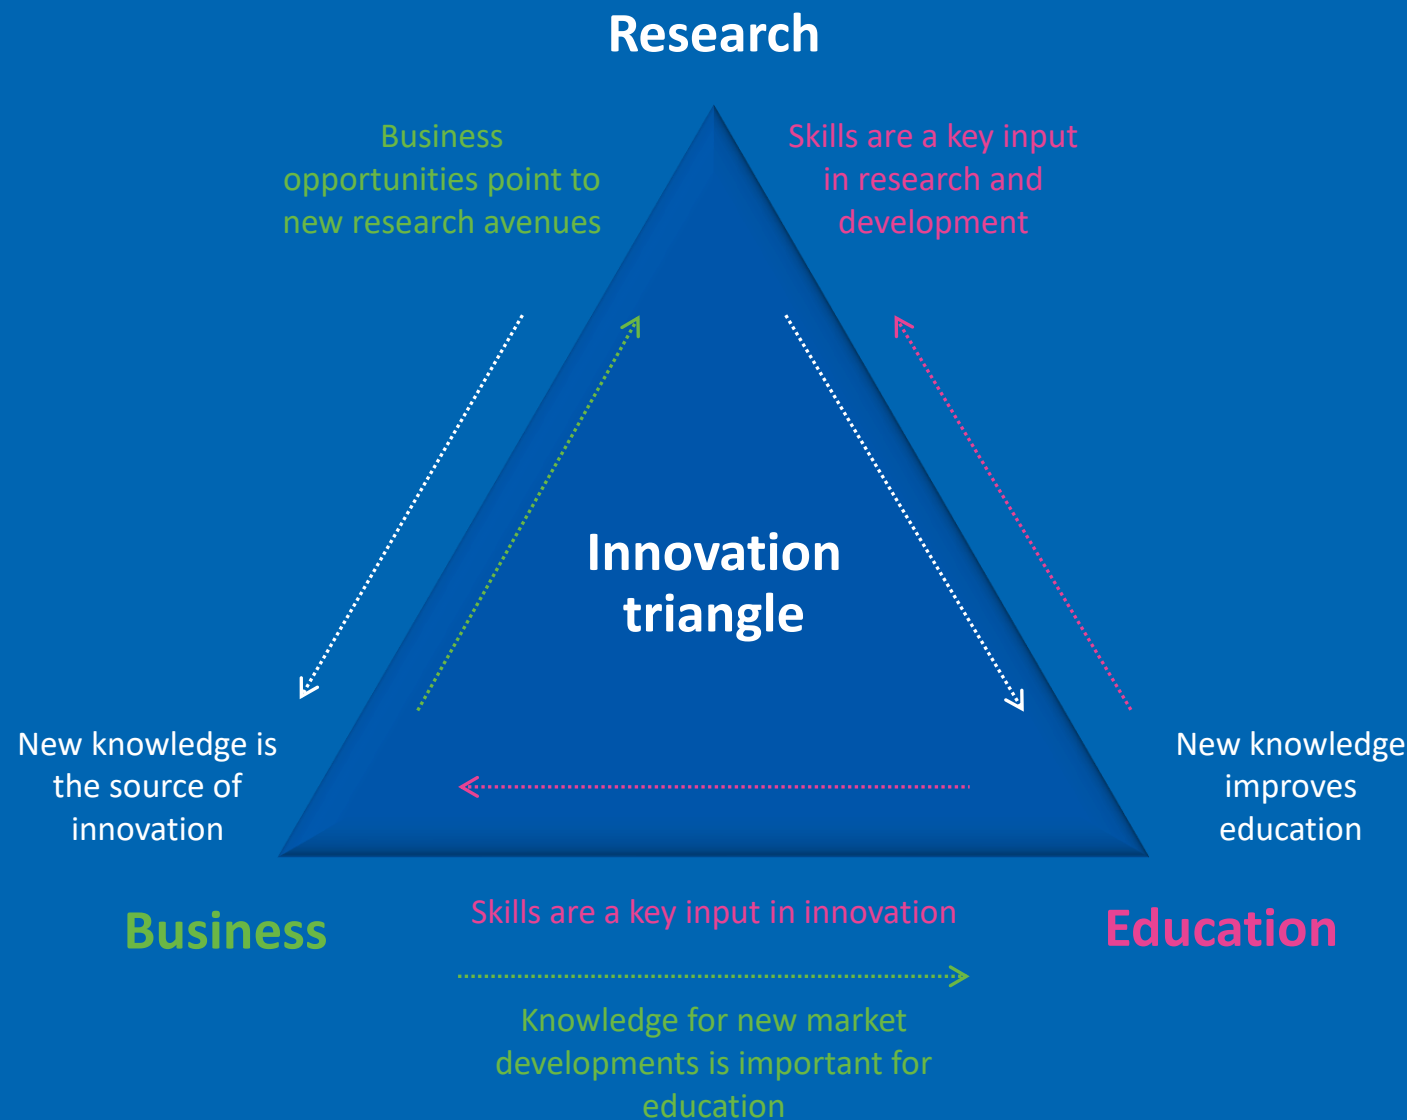 Research
Business
opportunities point to
new research avenues
Skills are a key input
in research and
development
Innovation
triangle
New knowledge is
the source of
innovation
New knowledge
improves
education
Business
Skills are a key input in innovation
Education
Knowledge for new market
developments is important for
education